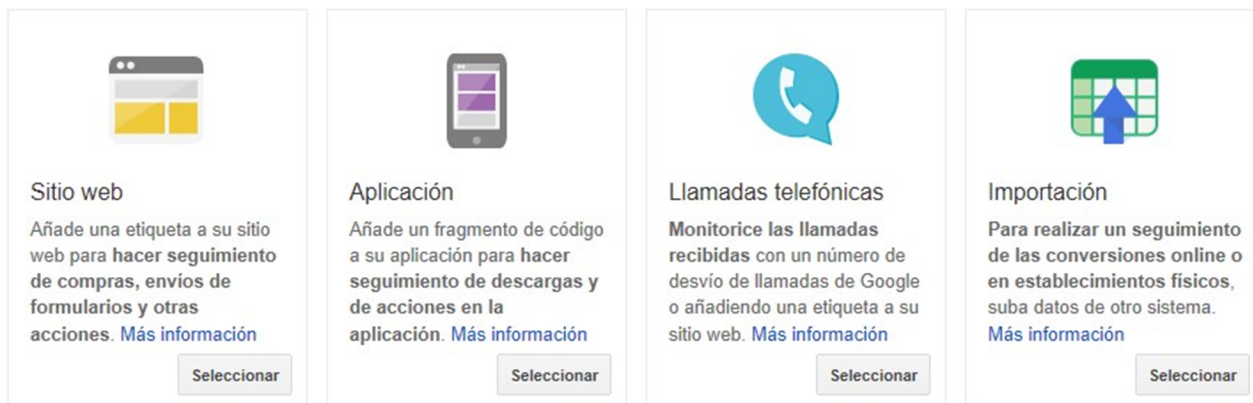 Sitio web
Añade una etiqueta a su sitio
web para hacer seguimiento
de compras, envíos de
formularios y otras
acciones. Más información
Seleccionar
Aplicación
Añade un fragmento de código
a su aplicación para hacer
seguimiento de descargas y
de acciones en la
aplicación. Más información
Seleccionar
Llamadas telefónicas
Monitorice las llamadas
recibidas con un número de
desvío de llamadas de Google
o añadiendo una etiqueta a su
sitio web. Más información
Seleccionar
Importación
Para realizar un seguimiento
de las conversiones online o
en establecimientos físicos,
suba datos de otro sistema.
Más información
Seleccionar